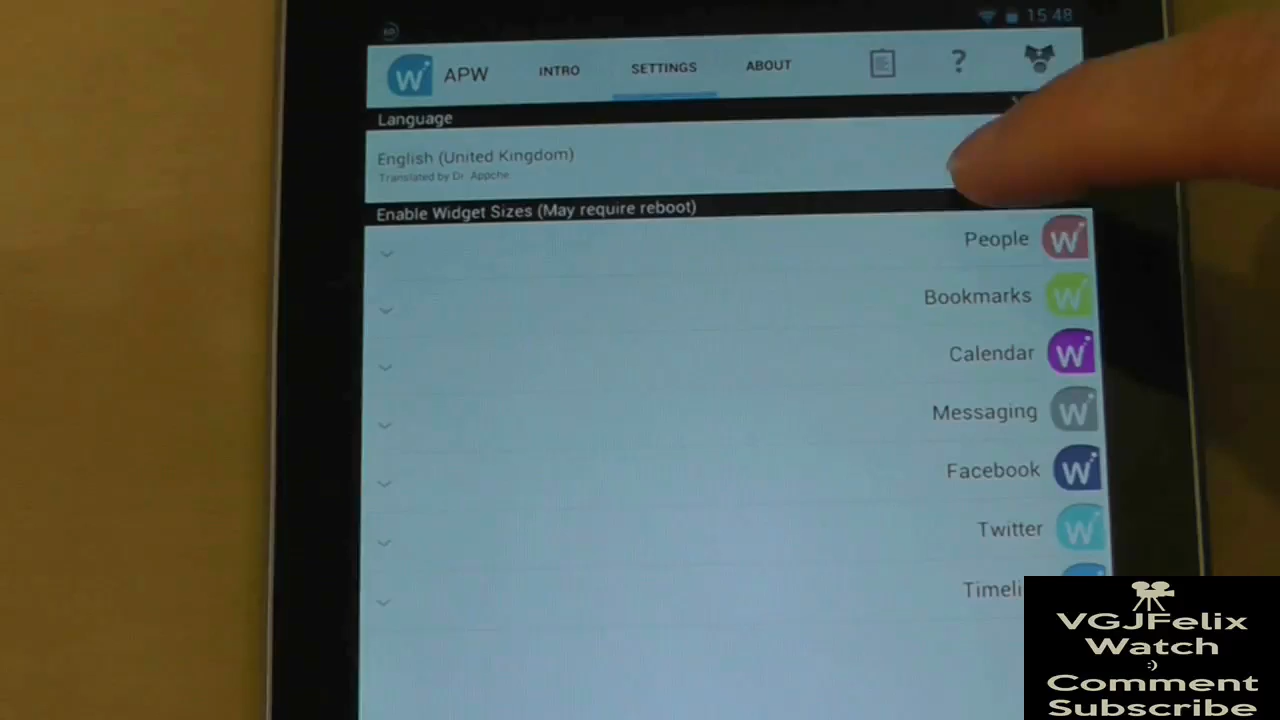 15:48
w APW INTRO SETTINGS ABOUT ?
Language
English (United Kingdom)
Translated by Dr. Appche
Enable Widget Sizes (May require reboot)
People w
Bookmarks w
Calendar w
Messaging w
Facebook w
Twitter w
VGJFelix
Watch
:)
Comment
Subscribe